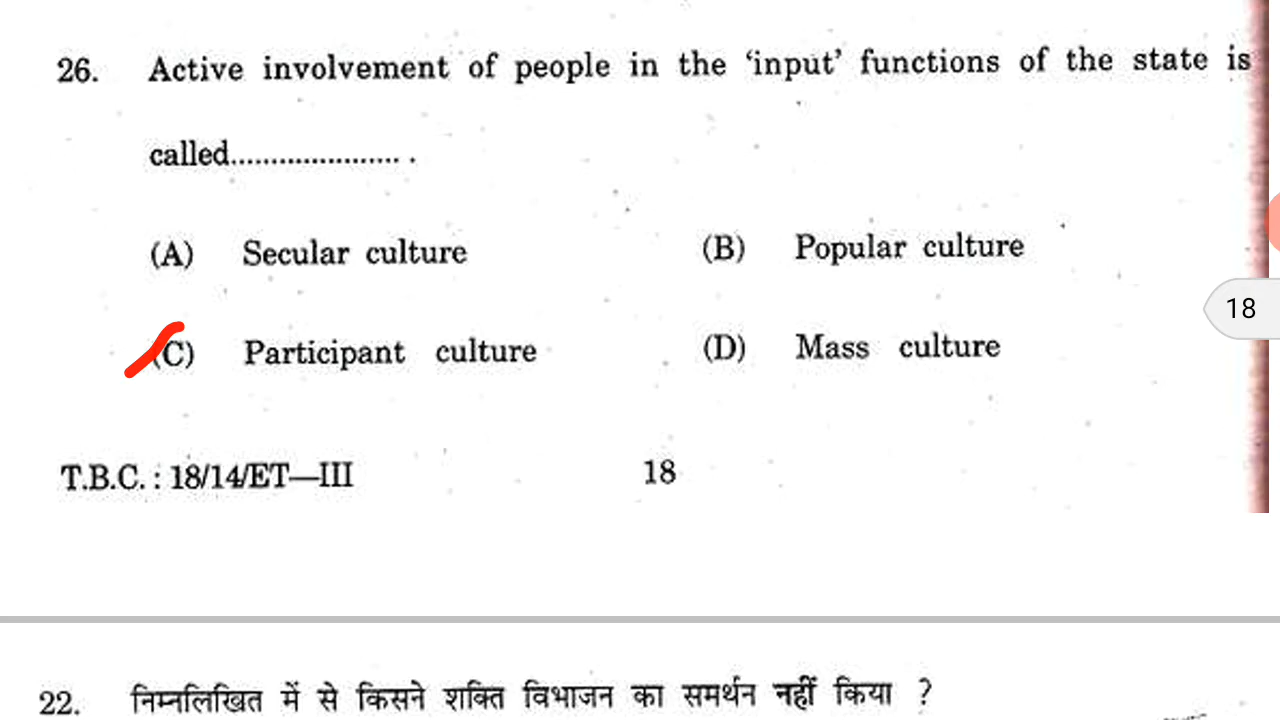 26. Active involvement of people in the ‘input’ functions of the state is
called..................... .
(A) Secular culture (B) Popular culture
(C) Participant culture (D) Mass culture
18
T.B.C. : 18/14/ET—III 18
22. निम्नलिखित में से किसने शक्ति विभाजन का समर्थन नहीं किया ?